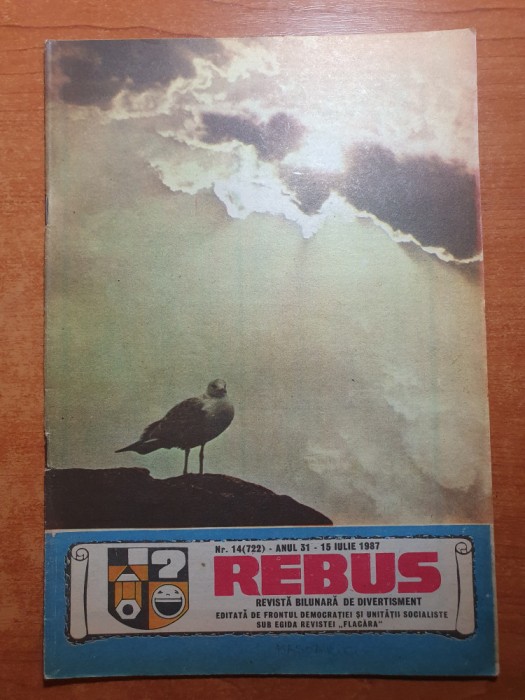 Nr. 14(722) - ANUL 31 - 15 IULIE 1987
REBUS
REVISTĂ BILUNARĂ DE DIVERTISMENT
EDITATĂ DE FRONTUL DEMOCRAȚIEI ȘI UNITĂȚII SOCIALISTE
SUB EGIDA REVISTEI „FLACĂRA”